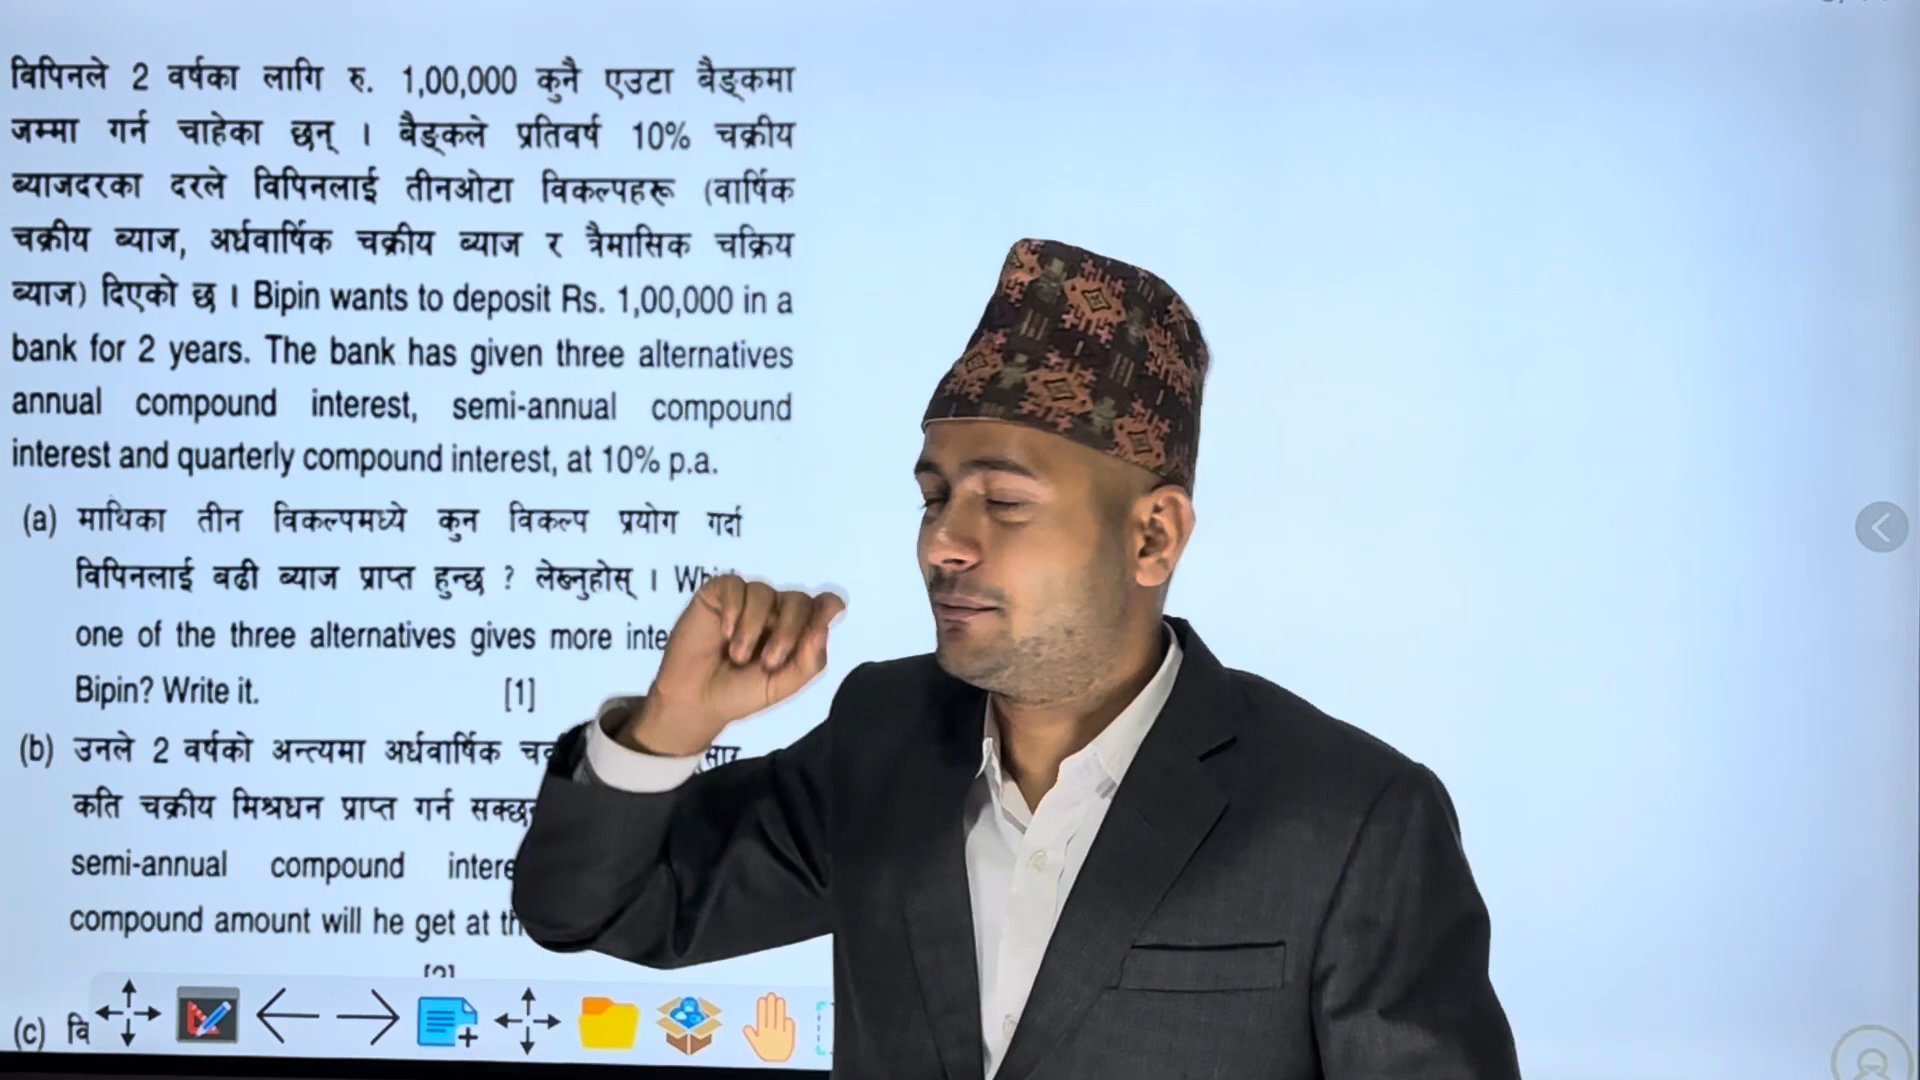 विपिनले 2 वर्षका लागि रु. 1,00,000 कुनै एउटा बैङ्कमा
जम्मा गर्न चाहेका छन् । बैङ्कले प्रतिवर्ष 10% चक्रीय
ब्याजदरका दरले विपिनलाई तीनओटा विकल्पहरू (वार्षिक
चक्रीय ब्याज, अर्धवार्षिक चक्रीय ब्याज र त्रैमासिक चक्रिय
ब्याज) दिएको छ । Bipin wants to deposit Rs. 1,00,000 in a
bank for 2 years. The bank has given three alternatives
annual compound interest, semi-annual compound
interest and quarterly compound interest, at 10% p.a.
(a) माथिका तीन विकल्पमध्ये कुन विकल्प प्रयोग गर्दा
विपिनलाई बढी ब्याज प्राप्त हुन्छ ? लेख्नुहोस् ।
one of the three alternatives gives more
Bipin? Write it. [1]
(b) उनले 2 वर्षको अन्त्यमा अर्धवार्षिक
कति चक्रीय मिश्रधन प्राप्त गर्न
semi-annual compound
compound amount will he get at
(c)